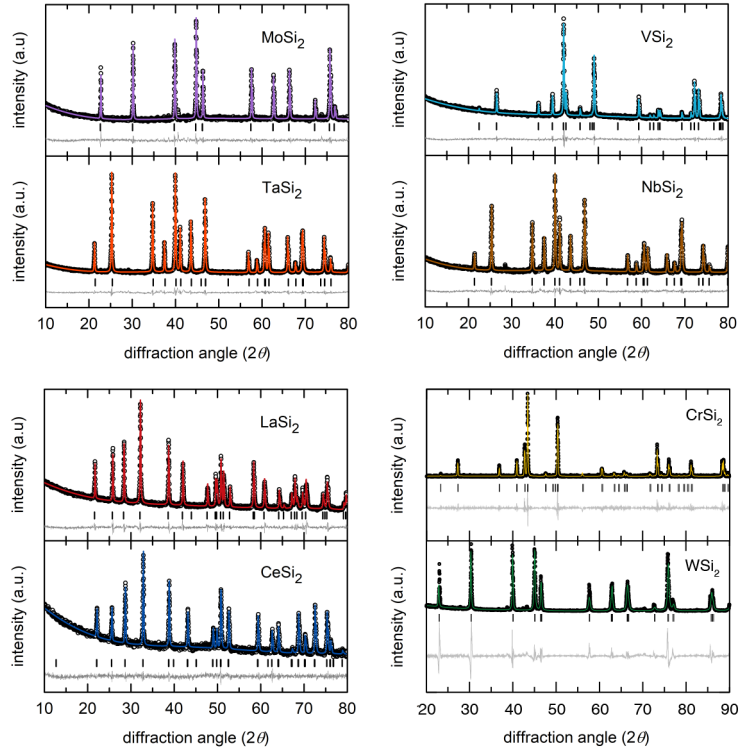 MoSi2
intensity (a.u)
TaSi2
intensity (a.u.)
10 20 30 40 50 60 70 80
diffraction angle (2θ)
VSi2
intensity (a.u)
NbSi2
intensity (a.u.)
10 20 30 40 50 60 70 80
diffraction angle (2θ)
LaSi2
intensity (a.u)
CeSi2
intensity (a.u.)
10 20 30 40 50 60 70 80
diffraction angle (2θ)
CrSi2
intensity (a.u)
WSi2
intensity (a.u.)
20 30 40 50 60 70 80 90
diffraction angle (2θ)